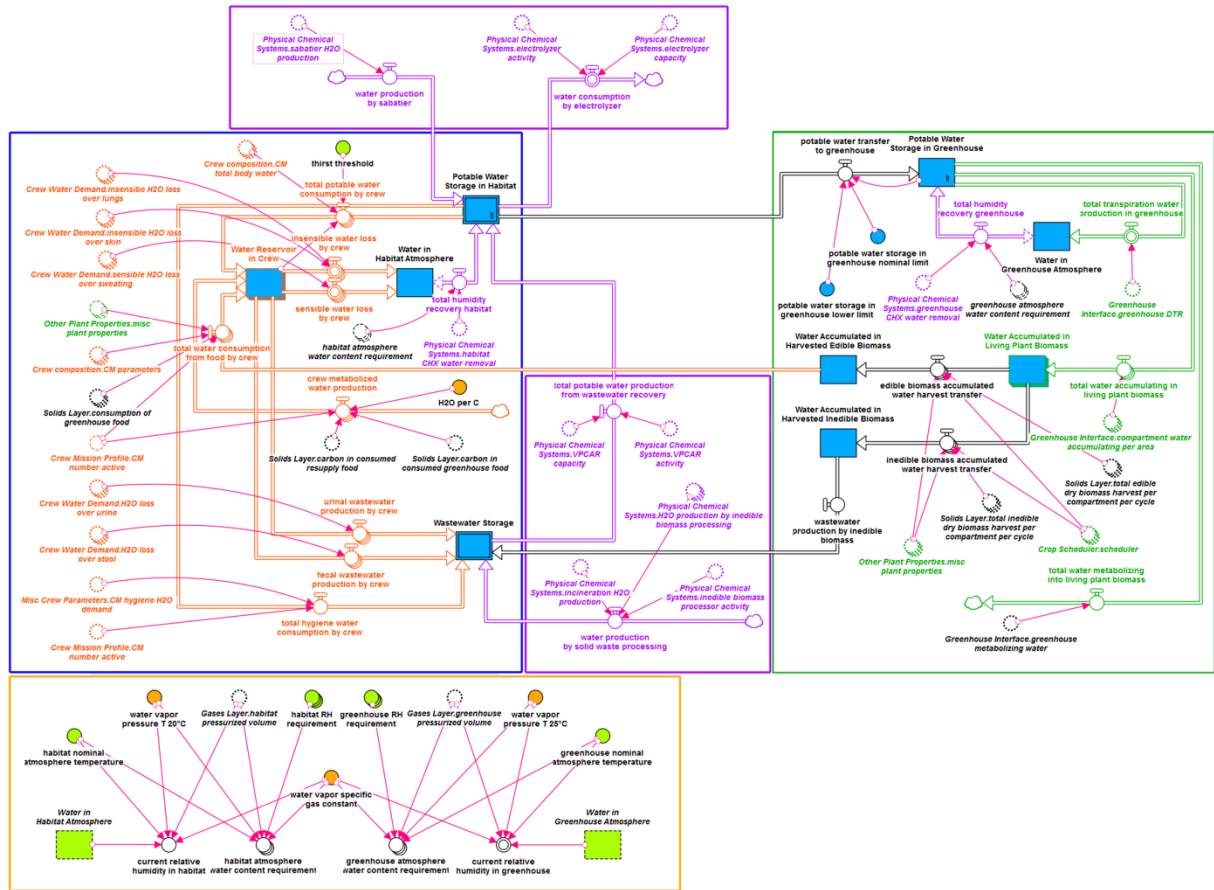 Physical Chemical
Systems.sabatier H2O
production
Physical Chemical
Systems.electrolyzer
activity
Physical Chemical
Systems.electrolyzer
capacity
water production
by sabatier
water consumption
by electrolyzer
Crew composition.CM
total body water
thirst threshold
total potable water
consumption by crew
Potable Water
Storage in Habitat
Crew Water Demand.insensibe H2O loss
over lungs
Crew Water Demand.insensible H2O loss
over skin
Crew Water Demand.sensible H2O loss
over sweating
insensible water loss
by crew
Water Reservoir
in Crew
Water in
Habitat Atmosphere
sensible water loss
by crew
total humidity
recovery habitat
Other Plant Properties.misc
plant properties
habitat atmosphere
water content requirement
Physical Chemical
Systems.habitat
CHX water removal
total water consumption
from food by crew
Crew composition.CM parameters
crew metabolized
water production
H2O per C
Solids Layer.consumption of
greenhouse food
Solids Layer.carbon in consumed
resupply food
Solids Layer.carbon in
consumed greenhouse food
Crew Mission Profile.CM
number active
Crew Water Demand.H2O loss
over urine
urinal wastewater
production by crew
Wastewater Storage
Crew Water Demand.H2O loss
over stool
fecal wastewater
production by crew
Misc Crew Parameters.CM hygiene H2O
demand
total hygiene water
consumption by crew
Crew Mission Profile.CM
number active
total potable water production
from wastewater recovery
Physical Chemical
Systems.VPCAR
capacity
Physical Chemical
Systems.VPCAR
activity
Physical Chemical
Systems.H2O production by inedible
biomass processing
Physical Chemical
Systems.incineration H2O
production
Physical Chemical
Systems.inedible biomass
processor activity
water production
by solid waste processing
potable water transfer
to greenhouse
Potable Water
Storage in Greenhouse
total humidity
recovery greenhouse
total transpiration water
production in greenhouse
potable water storage in
greenhouse nominal limit
Water in
Greenhouse Atmosphere
potable water storage in
greenhouse lower limit
Physical Chemical
Systems.greenhouse
CHX water removal
greenhouse atmosphere
water content requirement
Greenhouse
Interface.greenhouse DTR
Water Accumulated in
Harvested Edible Biomass
Water Accumulated in
Living Plant Biomass
edible biomass accumulated
water harvest transfer
total water accumulating in
living plant biomass
Water Accumulated in
Harvested Inedible Biomass
Greenhouse Interface.compartment water
accumulating per area
inedible biomass accumulated
water harvest transfer
Solids Layer.total edible
dry biomass harvest per
compartment per cycle
Solids Layer.total inedible
dry biomass harvest per
compartment per cycle
wastewater
production by inedible
biomass
Other Plant Properties.misc
plant properties
Crop Scheduler.scheduler
total water metabolizing
into living plant biomass
Greenhouse Interface.greenhouse
metabolizing water
water vapor
pressure T 20°C
Gases Layer.habitat
pressurized volume
habitat RH
requirement
greenhouse RH
requirement
Gases Layer.greenhouse
pressurized volume
water vapor
pressure T 25°C
habitat nominal
atmosphere temperature
greenhouse nominal
atmosphere temperature
water vapor specific
gas constant
Water in
Habitat Atmosphere
Water in
Greenhouse Atmosphere
current relative
humidity in habitat
habitat atmosphere
water content requirement
greenhouse atmosphere
water content requirement
current relative
humidity in greenhouse